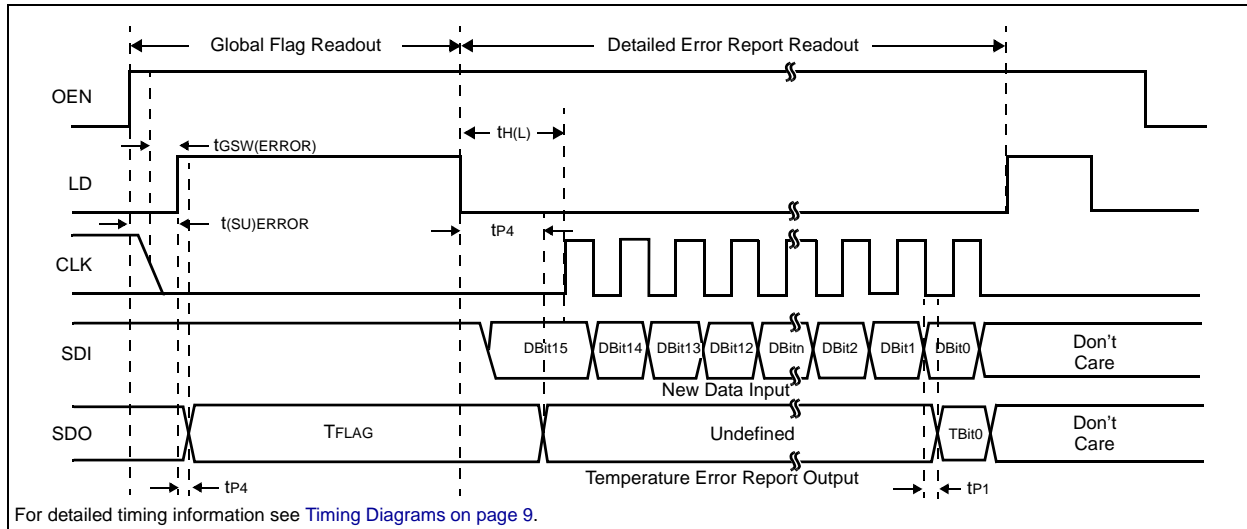 Global Flag Readout
Detailed Error Report Readout
OEN
tH(L)
tGSW(ERROR)
LD
t(SU)ERROR
tP4
CLK
SDI
DBit15
DBit14
DBit13
DBit12
DBitn
DBit2
DBit1
DBit0
Don't
Care
New Data Input
SDO
TFLAG
Undefined
TBit0
Don't
Care
Temperature Error Report Output
tP4
tP1
For detailed timing information see Timing Diagrams on page 9.